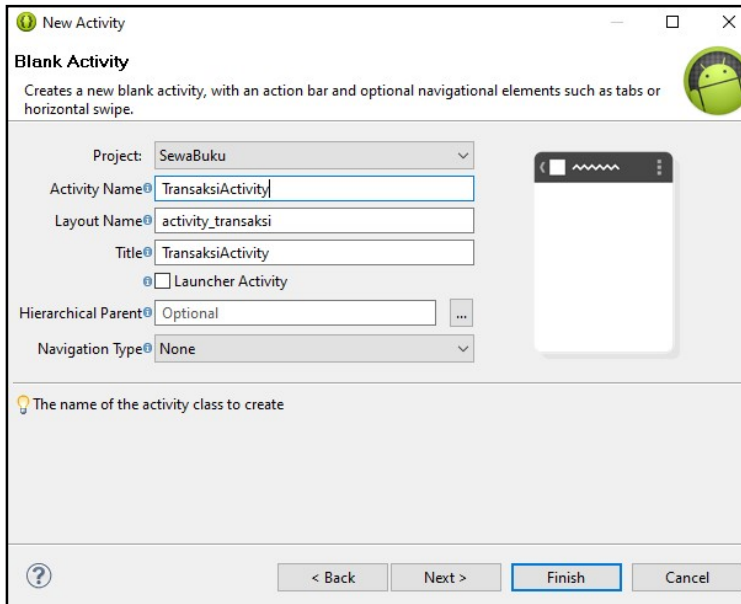 New Activity
Blank Activity
Creates a new blank activity, with an action bar and optional navigational elements such as tabs or
horizontal swipe.
Project: SewaBuku
Activity Name TransaksiActivity
Layout Name activity_transaksi
Title TransaksiActivity
Launcher Activity
Hierarchical Parent Optional ...
Navigation Type None
The name of the activity class to create
? < Back Next > Finish Cancel